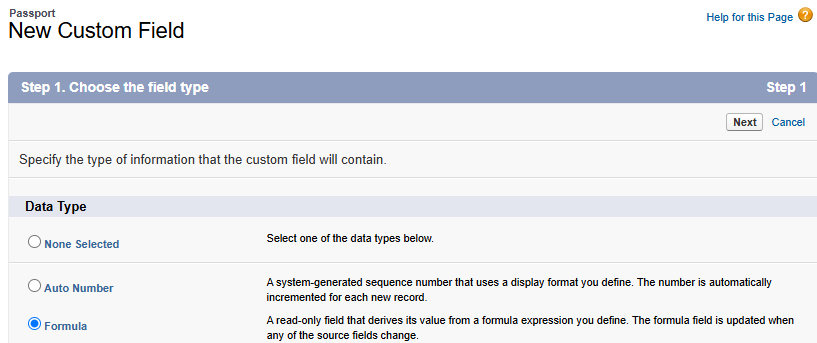 Passport
New Custom Field
Help for this Page ?
Step 1. Choose the field type
Step 1
Next
Cancel
Specify the type of information that the custom field will contain.
Data Type
None Selected
Select one of the data types below.
Auto Number
A system-generated sequence number that uses a display format you define. The number is automatically
incremented for each new record.
Formula
A read-only field that derives its value from a formula expression you define. The formula field is updated when
any of the source fields change.